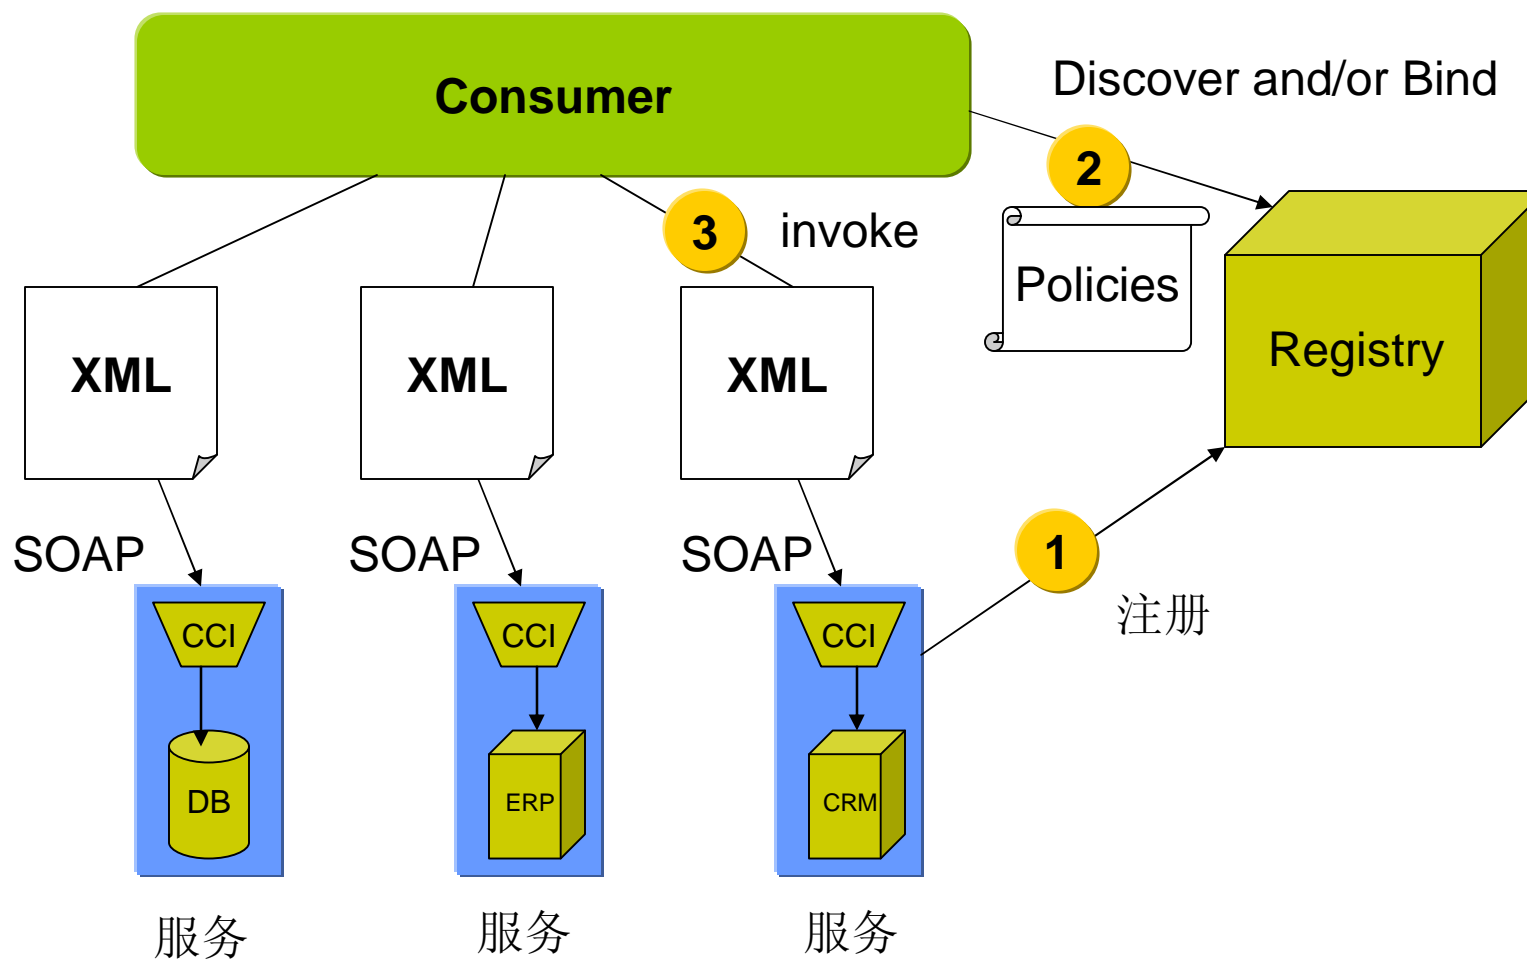 Consumer
Discover and/or Bind
2
3
invoke
Policies
Registry
XML
XML
XML
SOAP
SOAP
SOAP
1
注册
CCI
CCI
CCI
DB
ERP
CRM
服务
服务
服务